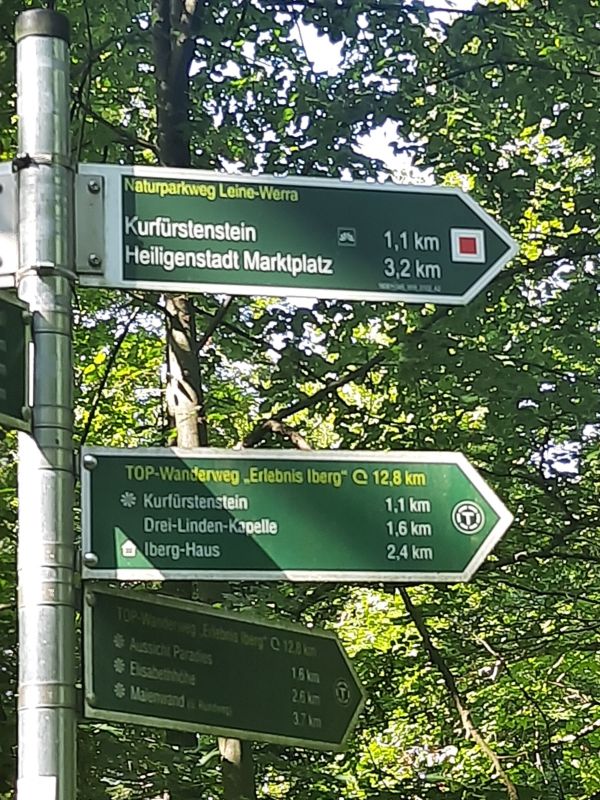 Naturparkweg Leine-Werra
Kurfürstenstein 1,1 km
Heiligenstadt Marktplatz 3,2 km
TOP-Wanderweg „Erlebnis Iberg“ 12,8 km
Kurfürstenstein 1,1 km
Drei-Linden-Kapelle 1,6 km
Iberg-Haus 2,4 km
T
TOP-Wanderweg „Erlebnis Iberg“ 12,8 km
Aussicht Paradies 1,6 km
Elisabethhöhe 2,6 km
Maienwand 3,7 km
T